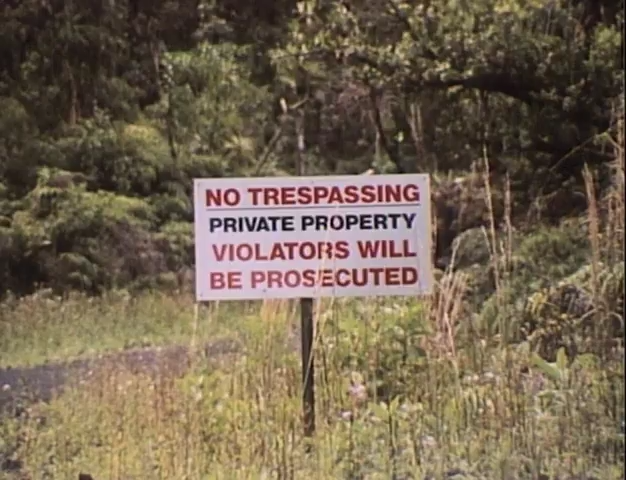 NO TRESPASSING
PRIVATE PROPERTY
VIOLATORS WILL
BE PROSECUTED